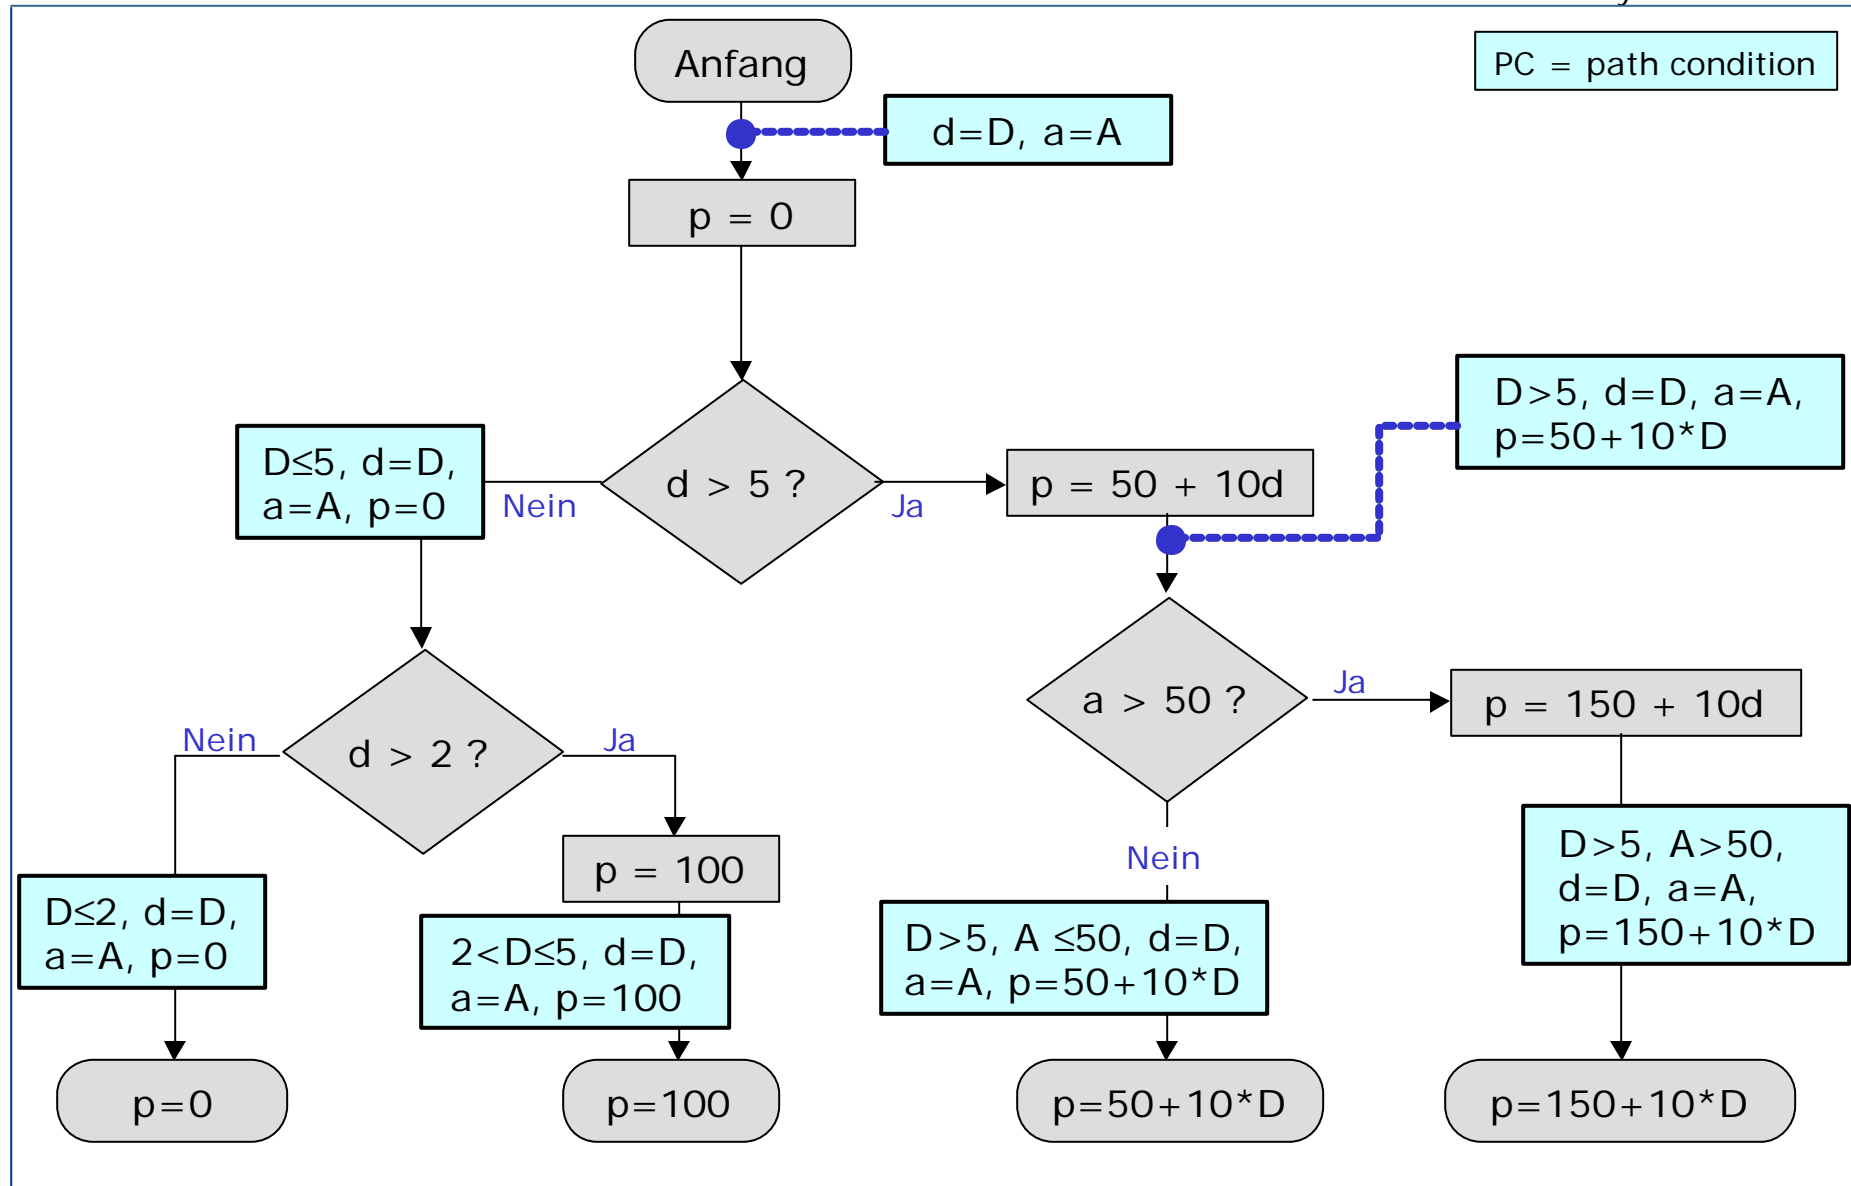 Anfang
PC = path condition
d=D, a=A
p = 0
D>5, d=D, a=A,
p=50+10*D
D≤5, d=D,
a=A, p=0
Nein
d > 5 ?
Ja
p = 50 + 10d
Nein
d > 2 ?
Ja
a > 50 ?
Ja
p = 150 + 10d
p = 100
Nein
D≤2, d=D,
a=A, p=0
2<D≤5, d=D,
a=A, p=100
D>5, A ≤50, d=D,
a=A, p=50+10*D
D>5, A>50,
d=D, a=A,
p=150+10*D
p=0
p=100
p=50+10*D
p=150+10*D